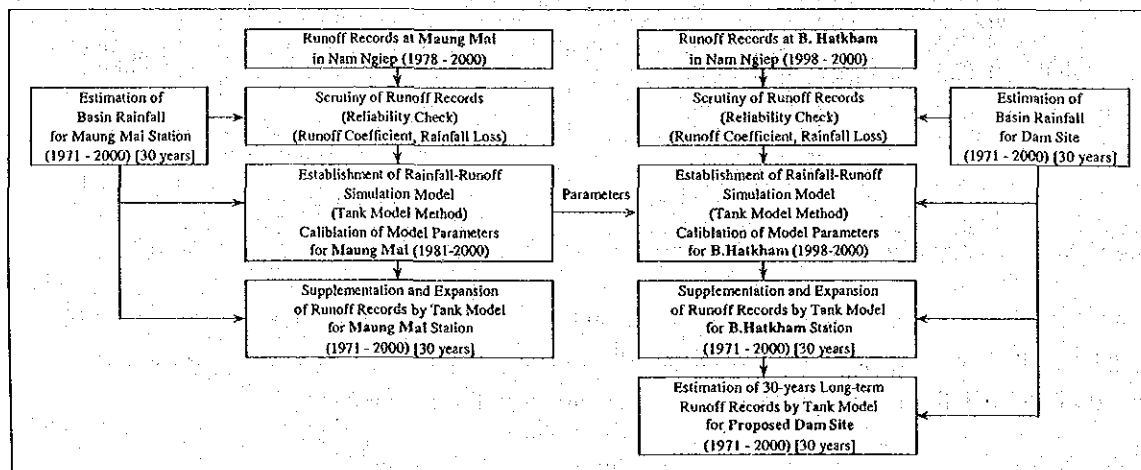 Runoff Records at Maung Mai
in Nam Ngiep (1978 - 2000)
Runoff Records at B. Hatkham
in Nam Ngiep (1998 - 2000)
Estimation of
Basin Rainfall
for Maung Mai Station
(1971 - 2000) [30 years]
Scrutiny of Runoff Records
(Reliability Check)
(Runoff Coefficient, Rainfall Loss)
Scrutiny of Runoff Records
(Reliability Check)
(Runoff Coefficient, Rainfall Loss)
Estimation of
Basin Rainfall
for Dam Site
(1971 - 2000) [30 years]
Establishment of Rainfall-Runoff
Simulation Model
(Tank Model Method)
Caliblation of Model Parameters
for Maung Mai (1981-2000)
Parameters
Establishment of Rainfall-Runoff
Simulation Model
(Tank Model Method)
Caliblation of Model Parameters
for B.Hatkham (1998-2000)
Supplementation and Expansion
of Runoff Records by Tank Model
for Maung Mai Station
(1971 - 2000) [30 years]
Supplementation and Expansion
of Runoff Records by Tank Model
for B.Hatkham Station
(1971 - 2000) [30 years]
Estimation of 30-years Long-term
Runoff Records by Tank Model
for Proposed Dam Site
(1971 - 2000) [30 years]